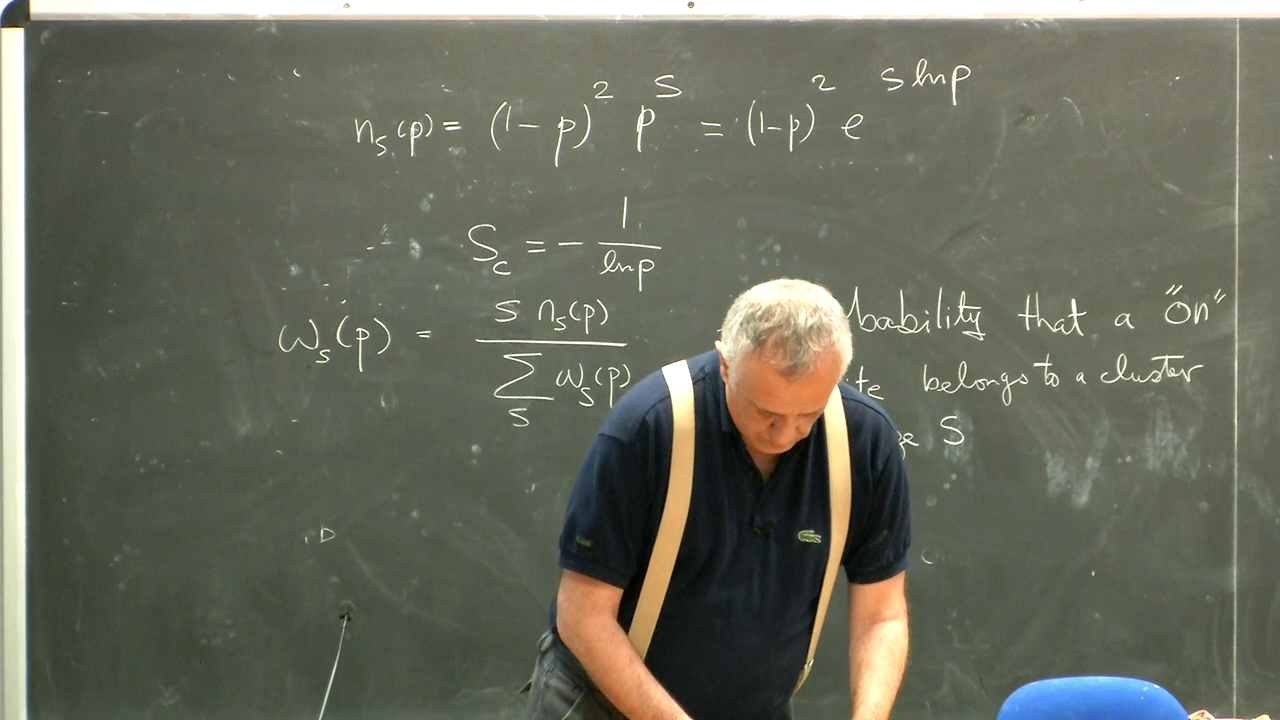 n_s(p) = (1-p)^2 p^s = (1-p)^2 e^{s ln p}
S_c = - 1/ln p
ω_s(p) = s n_s(p) / Σ_s ω_s(p)
bability that a "on"
te belongs to a cluster
S